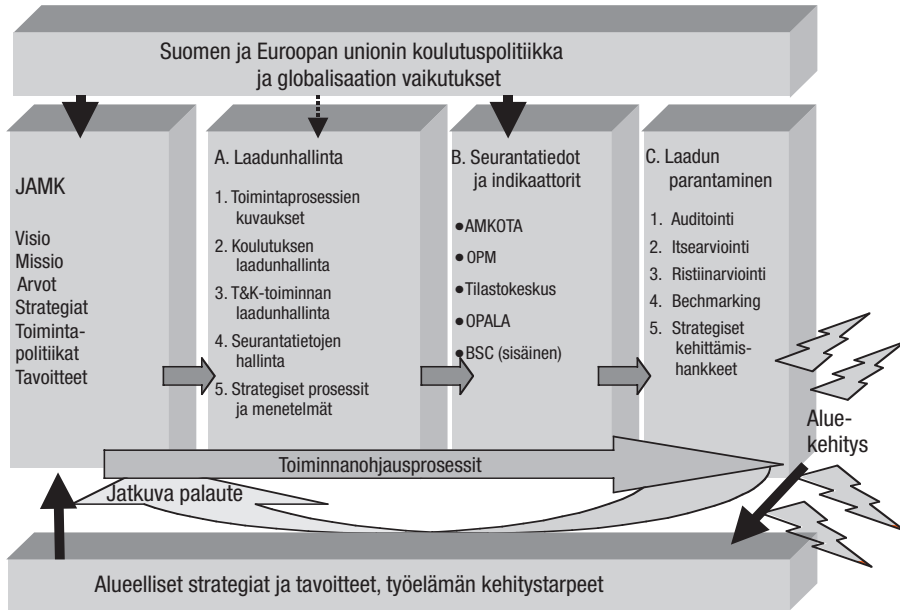 Suomen ja Euroopan unionin koulutuspolitiikka
ja globalisaation vaikutukset
JAMK
Visio
Missio
Arvot
Strategiat
Toiminta-
politiikat
Tavoitteet
A. Laadunhallinta
1. Toimintaprosessien
kuvaukset
2. Koulutuksen
laadunhallinta
3. T&K-toiminnan
laadunhallinta
4. Seurantatietojen
hallinta
5. Strategiset prosessit
ja menetelmät
B. Seurantatiedot
ja indikaattorit
•AMKOTA
• OPM
•Tilastokeskus
•OPALA
•BSC (sisäinen)
C. Laadun
parantaminen
1. Auditointi
2. Itsearviointi
3. Ristiinarviointi
4. Bechmarking
5. Strategiset
kehittämis-
hankkeet
Alue-
kehitys
Toiminnanohjausprosessit
Jatkuva palaute
Alueelliset strategiat ja tavoitteet, työelämän kehitystarpeet